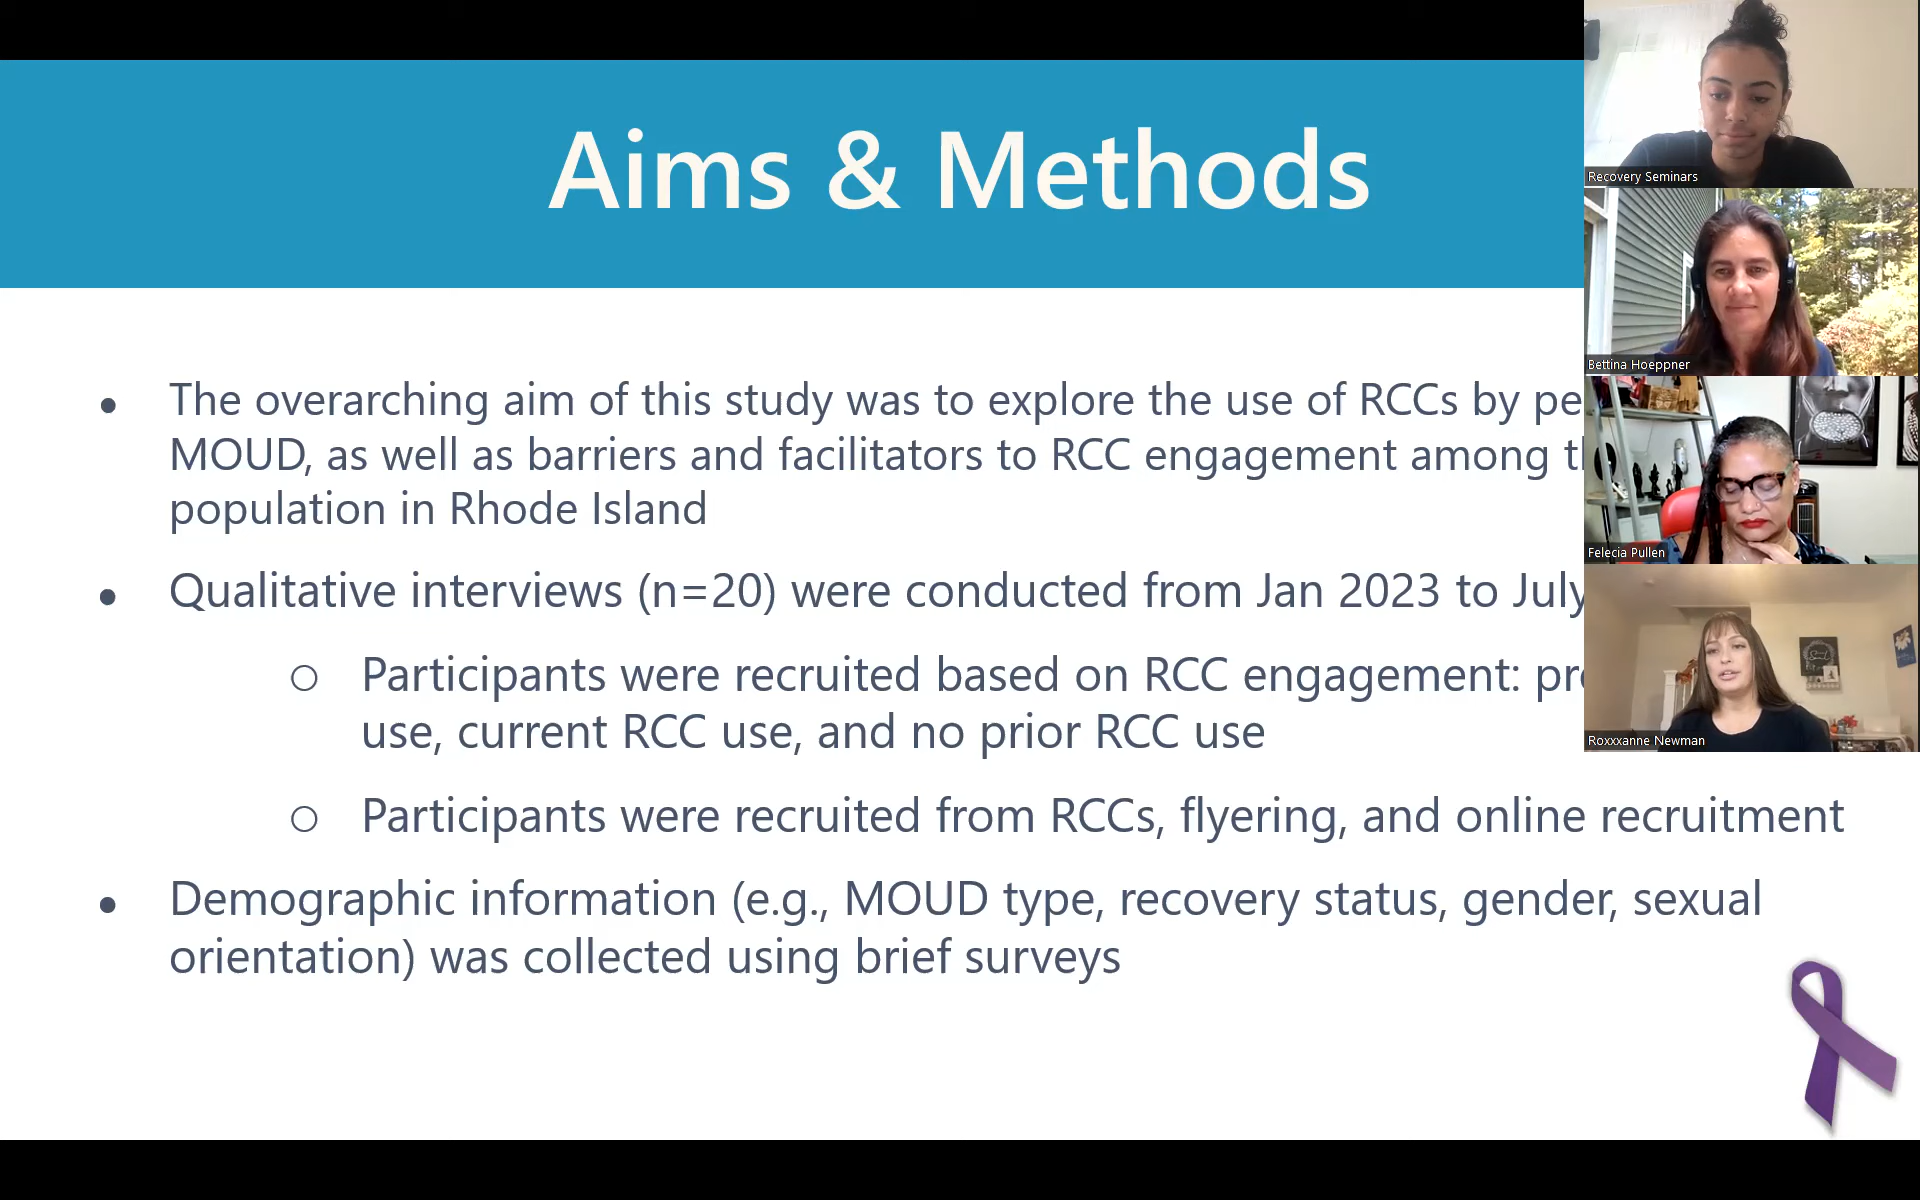 Aims & Methods
The overarching aim of this study was to explore the use of RCCs by
MOUD, as well as barriers and facilitators to RCC engagement among
population in Rhode Island
Qualitative interviews (n=20) were conducted from Jan 2023 to July
Participants were recruited based on RCC engagement:
use, current RCC use, and no prior RCC use
Participants were recruited from RCCs, flyering, and online recruitment
Demographic information (e.g., MOUD type, recovery status, gender, sexual
orientation) was collected using brief surveys
Recovery Seminars
Bettina Hoeppner
Felecia Pullen
Roxxxanne Newman